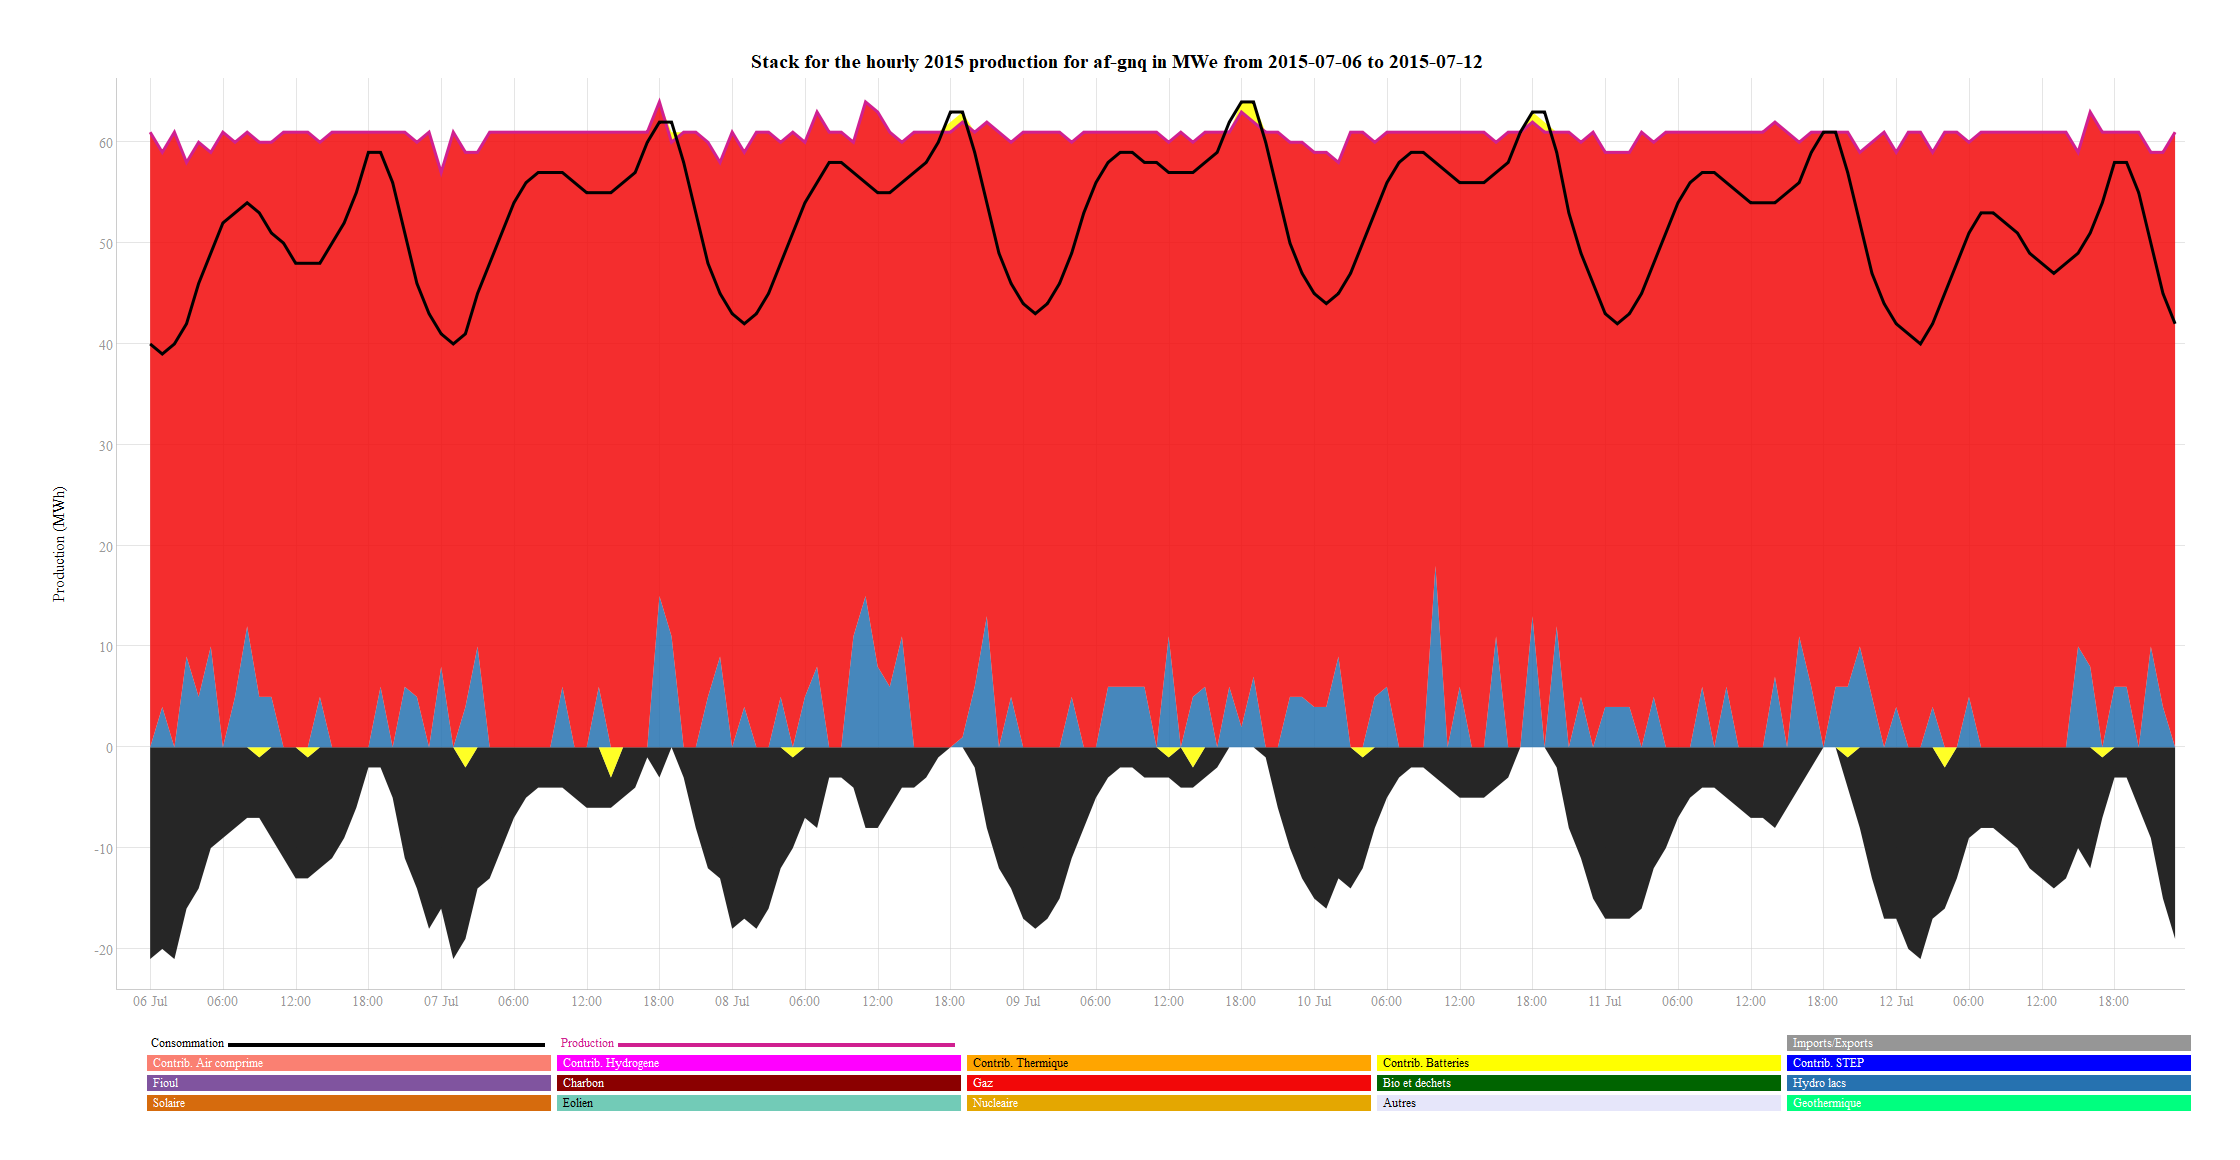 Stack for the hourly 2015 production for af-gnq in MWe from 2015-07-06 to 2015-07-12
Production (MWh)
60
50
40
30
20
10
0
-10
-20
06 Jul 06:00 12:00 18:00 07 Jul 06:00 12:00 18:00 08 Jul 06:00 12:00 18:00 09 Jul 06:00 12:00 18:00 10 Jul 06:00 12:00 18:00 11 Jul 06:00 12:00 18:00 12 Jul 06:00 12:00 18:00
Consommation Production Imports/Exports
Contrib. Air comprime Contrib. Hydrogene Contrib. Thermique Contrib. Batteries Contrib. STEP
Fioul Charbon Gaz Bio et dechets Hydro lacs
Solaire Eolien Nucleaire Autres Geothermique